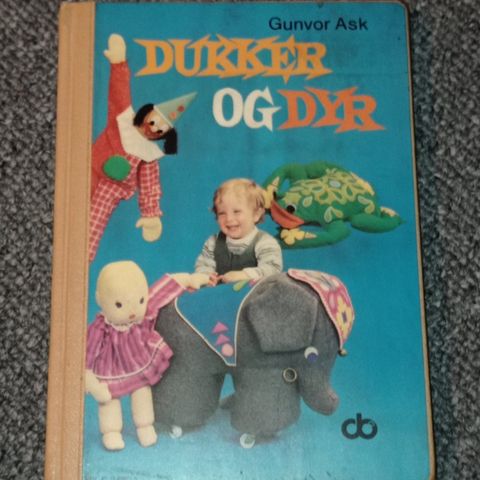 Gunvor Ask
DUKKER
OG DYR
cb